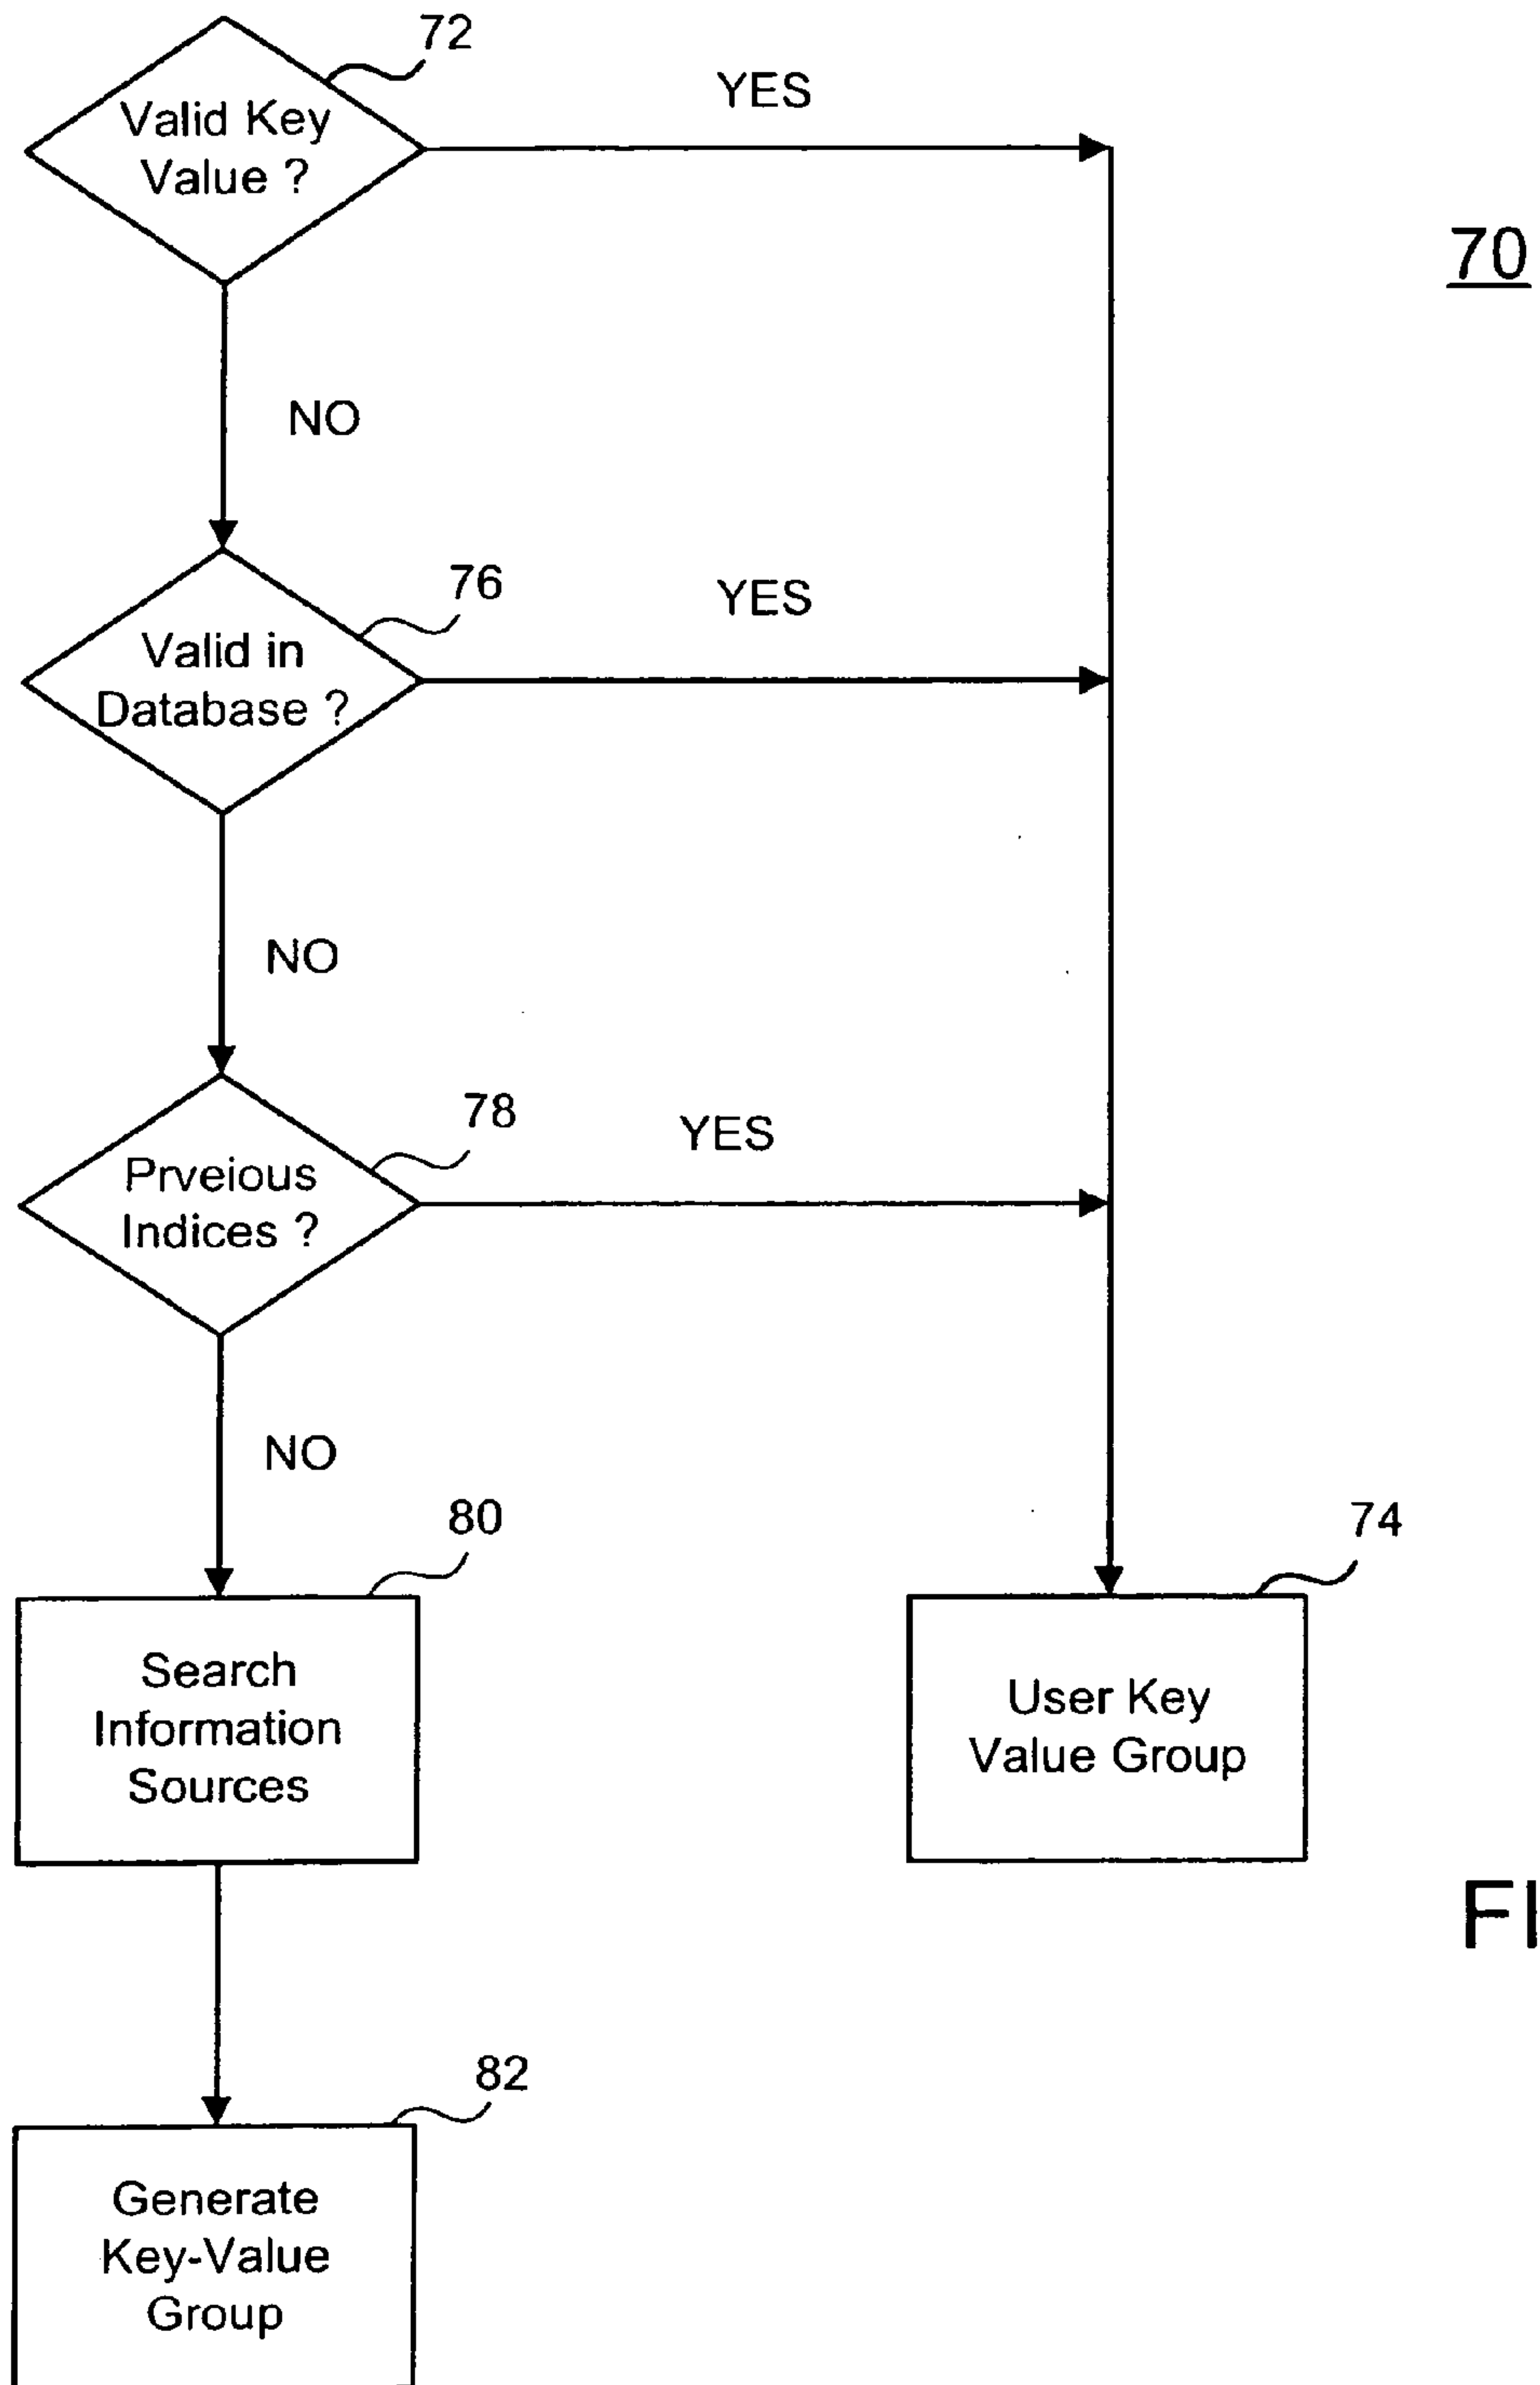 72
YES
Valid Key
Value ?
70
NO
76
YES
Valid in
Database ?
NO
78
YES
Prveious
Indices ?
NO
80
74
Search
Information
Sources
User Key
Value Group
FI
82
Generate
Key-Value
Group